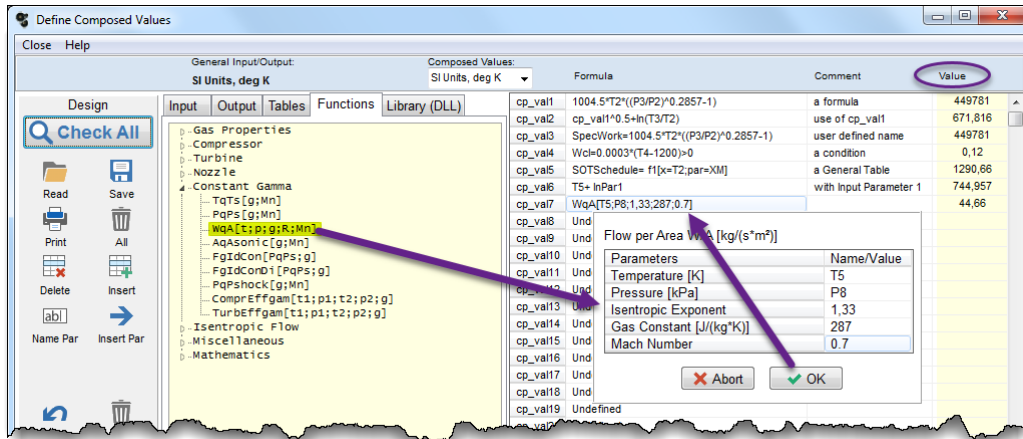 Define Composed Values
Close Help
General Input/Output:
SI Units, deg K
Composed Values:
SI Units, deg K
Formula
Comment
Value
Design
Check All
Read
Save
Print
All
Delete
Insert
abl
Name Par
Insert Par
Input Output Tables Functions Library (DLL)
Gas Properties
Compressor
Turbine
Nozzle
Constant Gamma
TqTs[g;Mn]
PqPs[g;Mn]
WqA[t;p;g;R;Mn]
AqAsonic[g;Mn]
FgIdCon[PqPs;g]
FgIdConDi[PqPs;g]
PqPshock[g;Mn]
ComprEffgam[t1;p1;t2;p2;g]
TurbEffgam[t1;p1;t2;p2;g]
Isentropic Flow
Miscellaneous
Mathematics
cp_val1 1004.5*T2*((P3/P2)^0.2857-1) a formula 449781
cp_val2 cp_val1^0.5+ln(T3/T2) use of cp_val1 671,816
cp_val3 SpecWork=1004.5*T2*((P3/P2)^0.2857-1) user defined name 449781
cp_val4 Wcl=0.0003*(T4-1200)>0 a condition 0,12
cp_val5 SOTSchedule= f1[x=T2;par=XM] a General Table 1290,66
cp_val6 T5+ InPar1 with Input Parameter 1 744,957
cp_val7 WqA[T5;P8;1,33;287;0.7] 44,66
cp_val8 Und
cp_val9 Und
cp_val10 Und
cp_val11 Und
cp_val12 Und
cp_val13 Und
cp_val14 Und
cp_val15 Und
cp_val16 Und
cp_val17 Und
cp_val18 Und
cp_val19 Undefined
Flow per Area W/A [kg/(s*m²)]
Parameters Name/Value
Temperature [K] T5
Pressure [kPa] P8
Isentropic Exponent 1,33
Gas Constant [J/(kg*K)] 287
Mach Number 0.7
Abort
OK